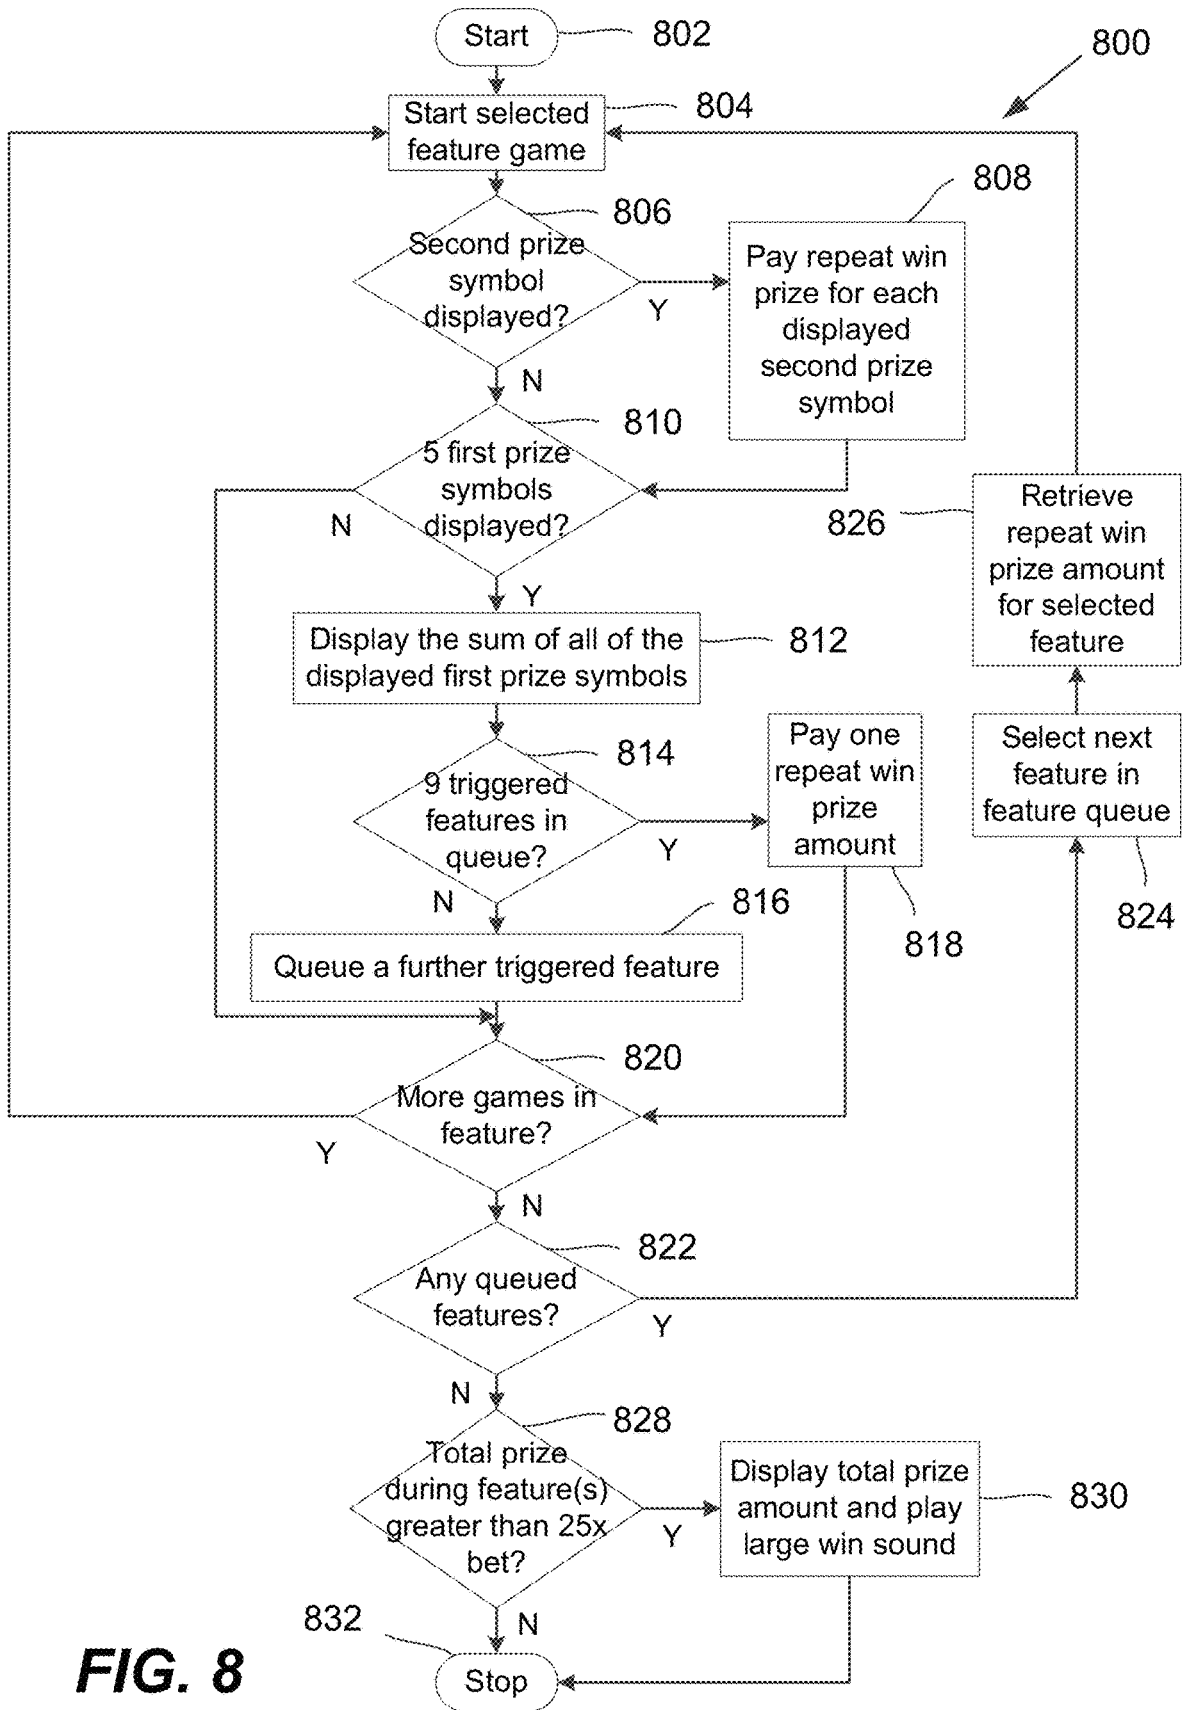 Start
802
800
Start selected
feature game
804
806
Second prize
symbol
displayed?
Y
N
808
Pay repeat win
prize for each
displayed
second prize
symbol
810
5 first prize
symbols
displayed?
N
Y
826
Retrieve
repeat win
prize amount
for selected
feature
Display the sum of all of the
displayed first prize symbols
812
814
9 triggered
features in
queue?
Y
N
Pay one
repeat win
prize
amount
818
Select next
feature in
feature queue
824
816
Queue a further triggered feature
820
More games in
feature?
Y
N
822
Any queued
features?
Y
N
828
Total prize
during feature(s)
greater than 25x
bet?
Y
N
Display total prize
amount and play
large win sound
830
832
Stop
FIG. 8